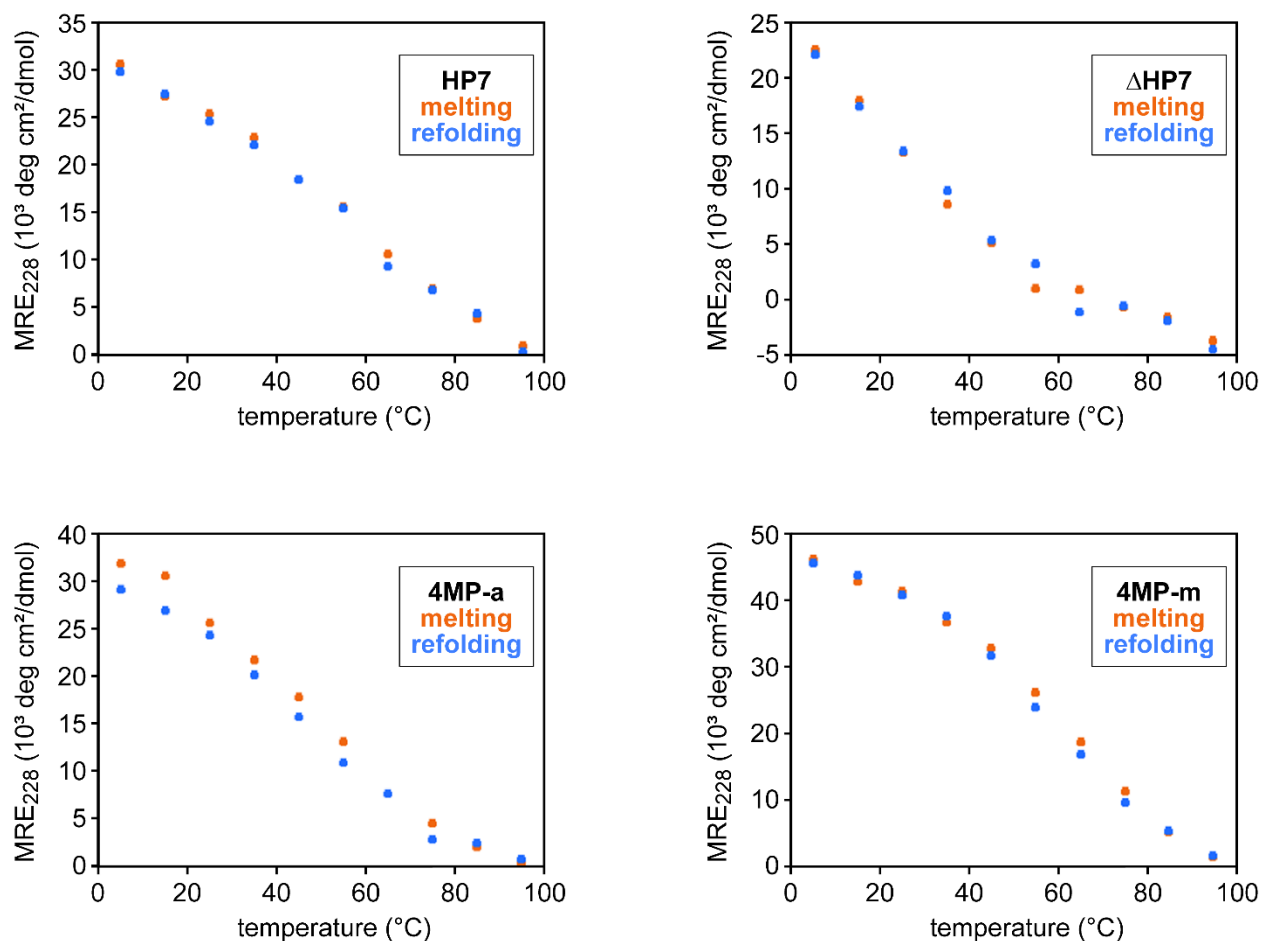 MRE₂₂₈ (10³ deg cm²/dmol)
35
30
25
20
15
10
5
0
0 20 40 60 80 100
temperature (°C)
HP7
melting
refolding
MRE₂₂₈ (10³ deg cm²/dmol)
25
20
15
10
5
0
-5
0 20 40 60 80 100
temperature (°C)
ΔHP7
melting
refolding
MRE₂₂₈ (10³ deg cm²/dmol)
40
35
30
25
20
15
10
5
0
0 20 40 60 80 100
temperature (°C)
4MP-a
melting
refolding
MRE₂₂₈ (10³ deg cm²/dmol)
50
40
30
20
10
0
0 20 40 60 80 100
temperature (°C)
4MP-m
melting
refolding